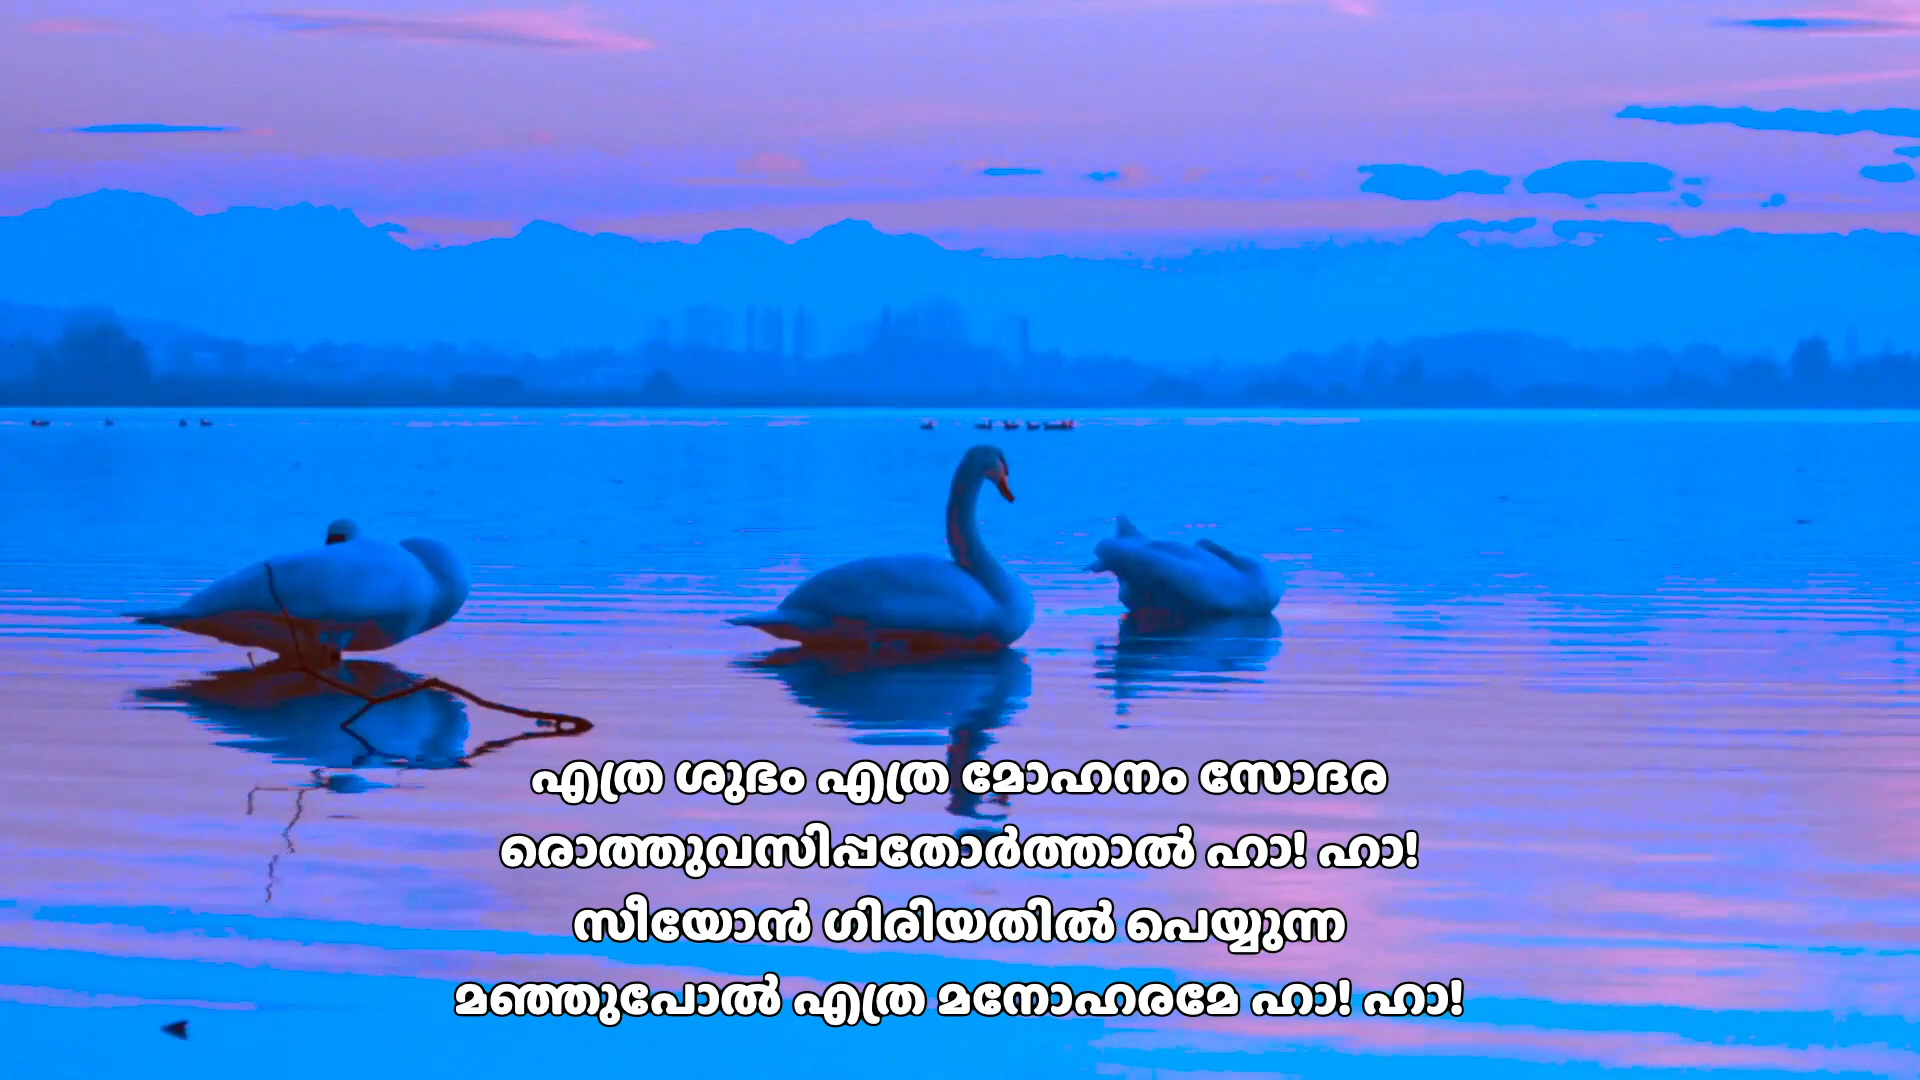 എത്ര ശുഭം എത്ര മോഹനം സോദര
രൊത്തുവസിപ്പതോർത്താൽ ഹാ! ഹാ!
സീയോൻ ഗിരിയതിൽ പെയ്യുന്ന
മഞ്ഞുപോൽ എത്ര മനോഹരമേ ഹാ! ഹാ!